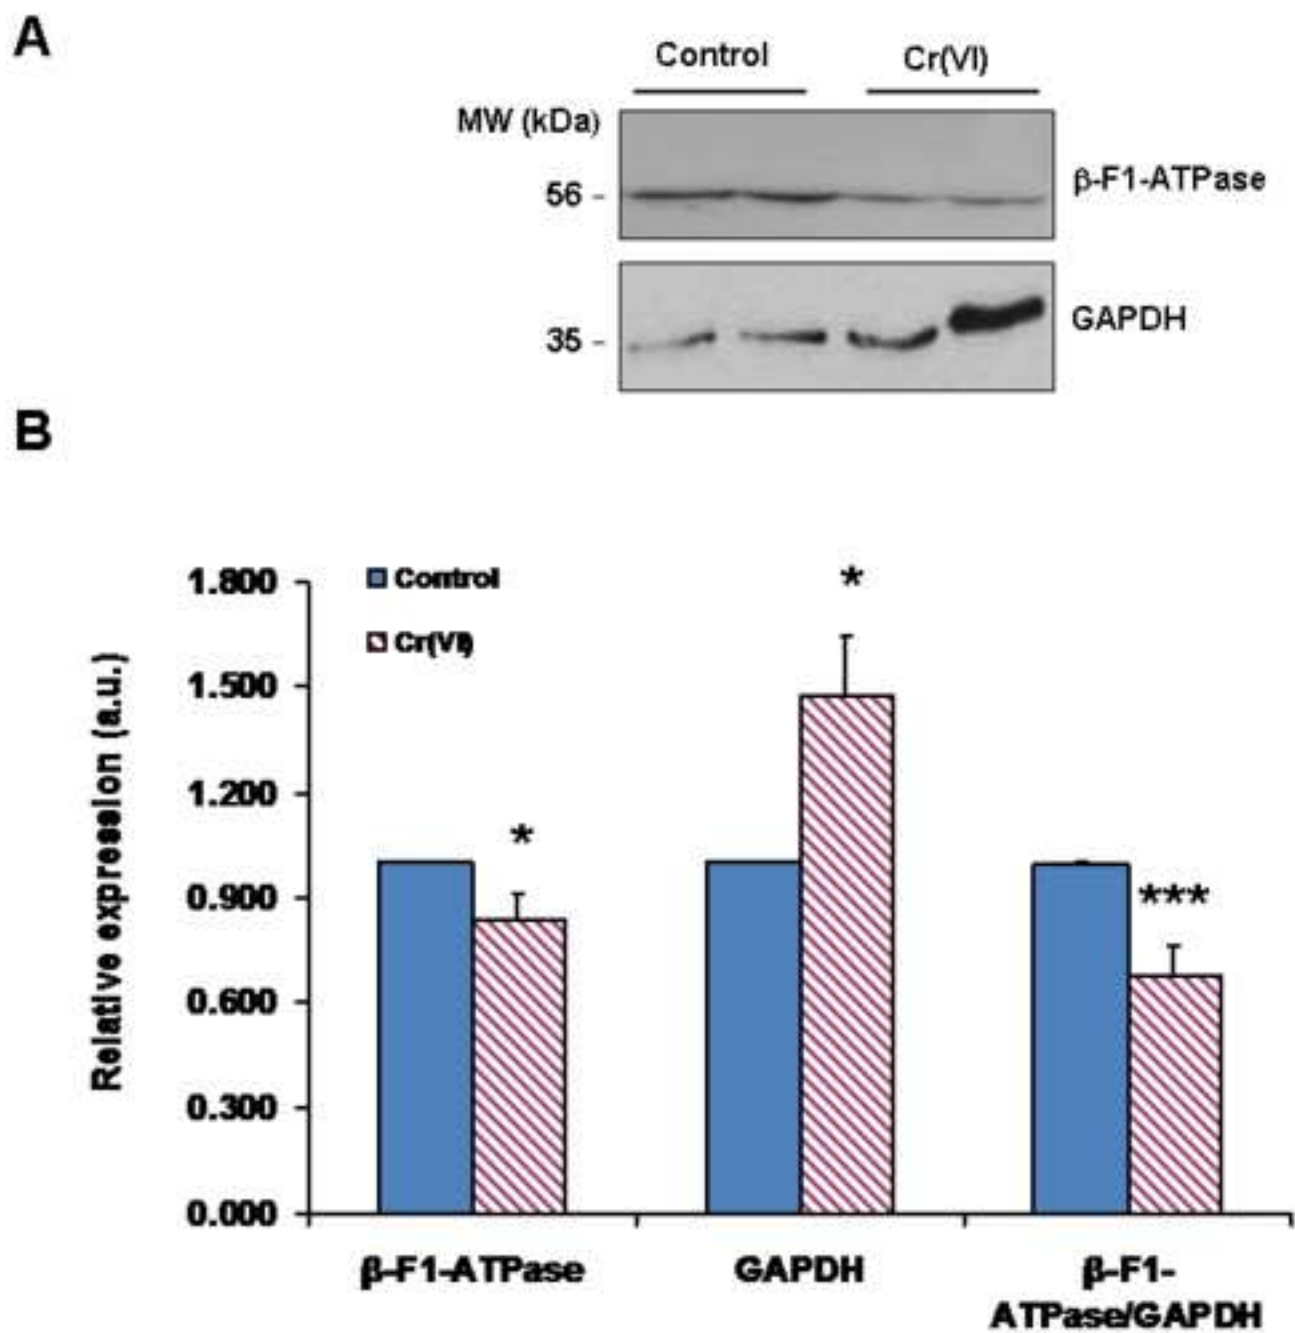 A
Control Cr(VI)
MW (kDa)
56 - β-F1-ATPase
35 - GAPDH
B
1.800
1.500
1.200
0.900
0.600
0.300
0.000
Relative expression (a.u.)
Control
Cr(VI)
*
*
***
β-F1-ATPase GAPDH β-F1-
ATPase/GAPDH